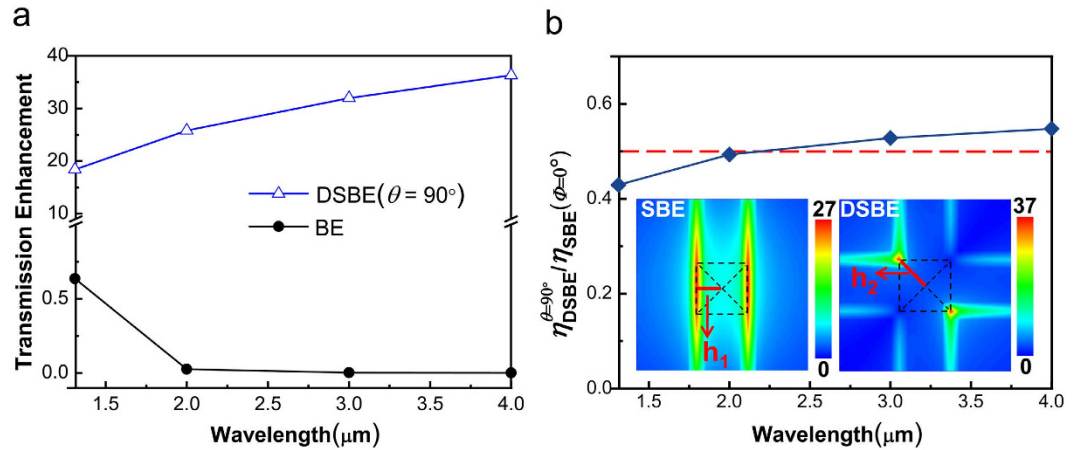 a
Transmission Enhancement
40
30
20
10
0.5
0.0
DSBE(θ = 90°)
BE
1.5
2.0
2.5
3.0
3.5
4.0
Wavelength(μm)
b
η_DSBE^{θ=90°}/η_SBE^{(Φ=0°)}
0.6
0.4
0.2
0.0
SBE
27
0
h₁
DSBE
37
0
h₂
1.5
2.0
2.5
3.0
3.5
4.0
Wavelength(μm)